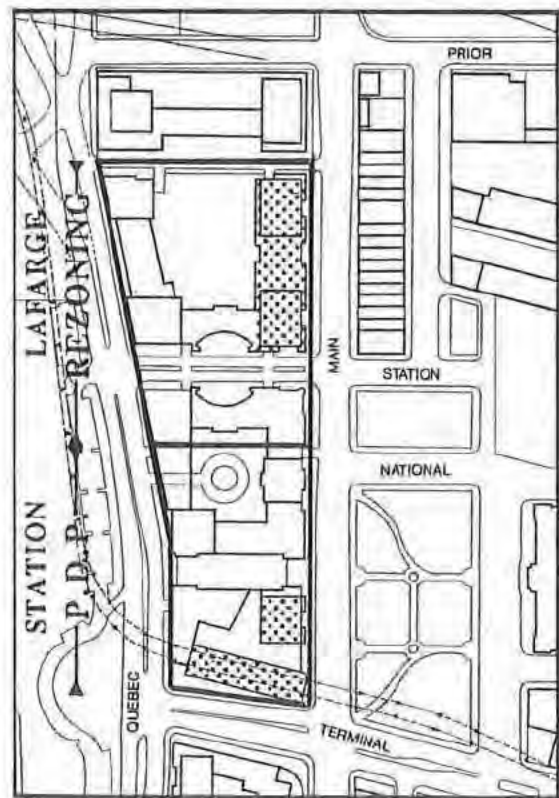 PRIOR
LAFARGE
REZONING
MAIN
STATION
NATIONAL
STATION
P.D.P.
QUEBEC
TERMINAL